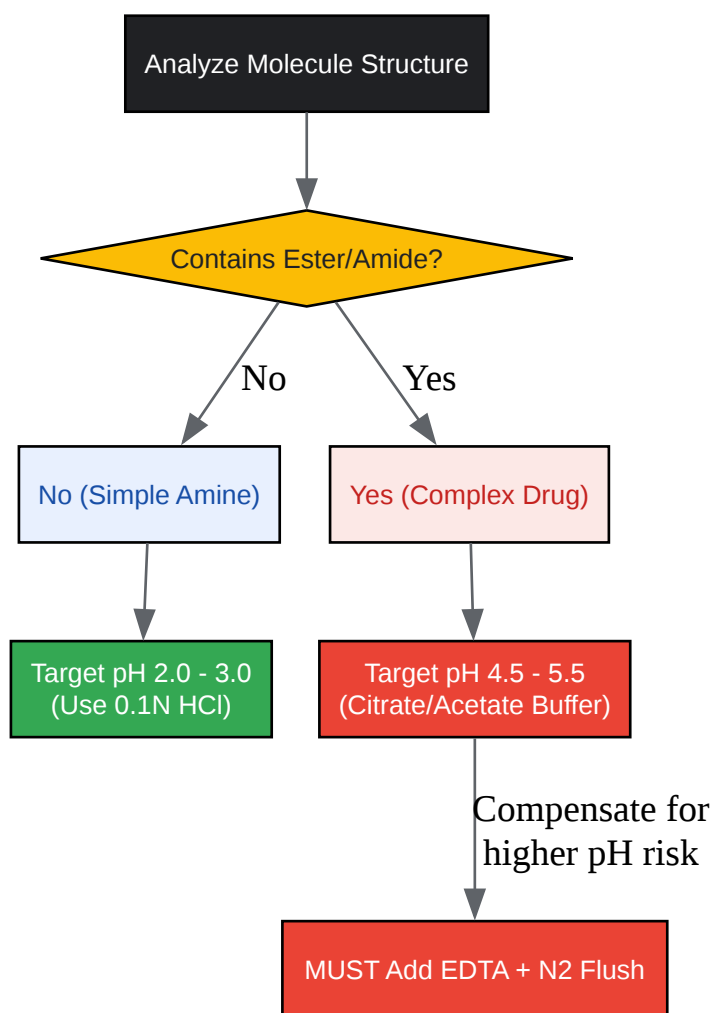 Analyze Molecule Structure
Contains Ester/Amide?
No
Yes
No (Simple Amine)
Yes (Complex Drug)
Target pH 2.0 - 3.0
(Use 0.1N HCl)
Target pH 4.5 - 5.5
(Citrate/Acetate Buffer)
Compensate for
higher pH risk
MUST Add EDTA + N2 Flush